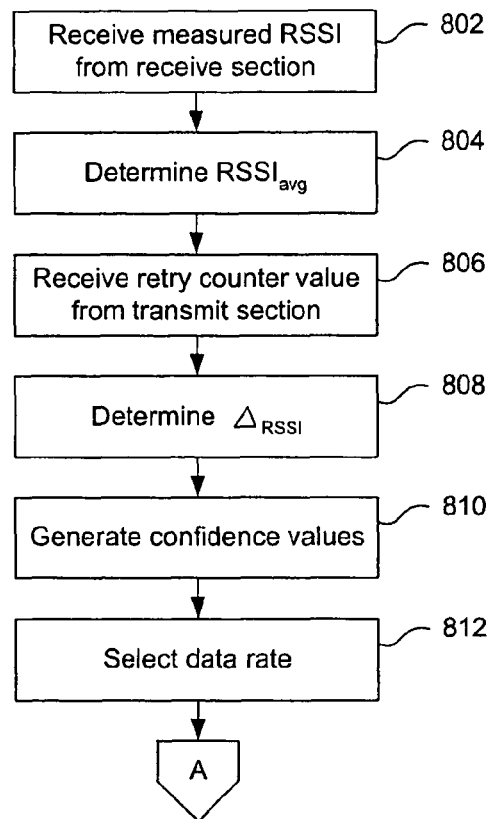 Receive measured RSSI
from receive section
802
Determine RSSIavg
804
Receive retry counter value
from transmit section
806
Determine △RSSI
808
Generate confidence values
810
Select data rate
812
A